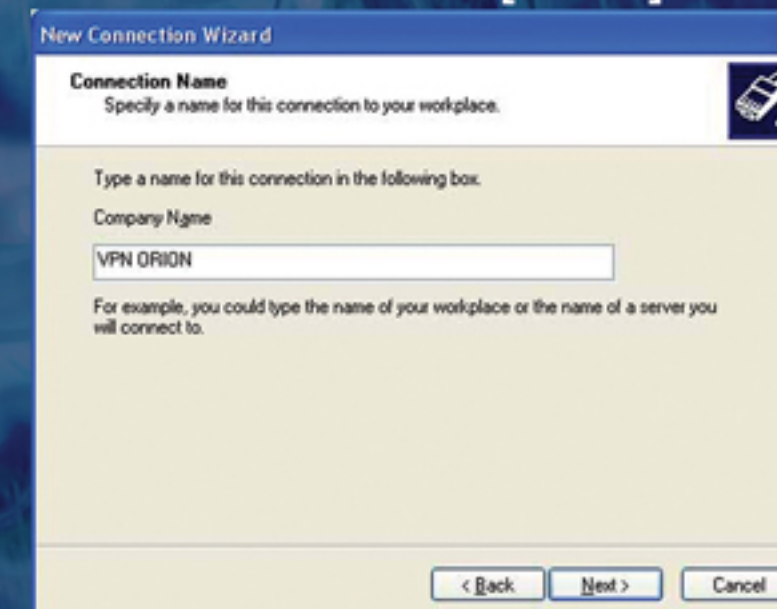 New Connection Wizard
Connection Name
Specify a name for this connection to your workplace.
Type a name for this connection in the following box.
Company Name
VPN ORION
For example, you could type the name of your workplace or the name of a server you
will connect to.
< Back
Next >
Cancel